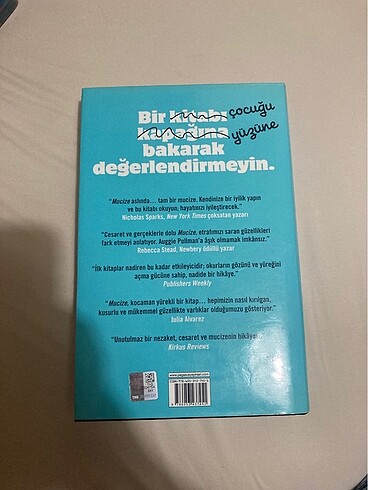 Bir kitabı çocuğu
kapağına yüzüne
bakarak
değerlendirmeyin.
"Mucize aslında... tam bir mucize. Kendinize bir iyilik yapın
ve bu kitabı okuyun; hayatınızı iyileştirecek."
Nicholas Sparks, New York Times çoksatan yazarı
"Cesaret ve gerçeklerle dolu Mucize, etrafımızı saran güzellikleri
fark etmeyi anlatıyor. Auggie Pullman'a âşık olmamak imkânsız."
Rebecca Stead, Newbery ödüllü yazar
"İlk kitaplar nadiren bu kadar etkileyicidir; okurların gözünü ve yüreğini
açma gücüne sahip, nadide bir hikâye."
Publishers Weekly
"Mucize, kocaman yürekli bir kitap... hepimizin nasıl kırılgan,
kusurlu ve mükemmel güzellikte varlıklar olduğumuzu gösteriyor."
Julia Alvarez
"Unutulmaz bir nezaket, cesaret ve mucizenin hikâyesi."
Kirkus Reviews